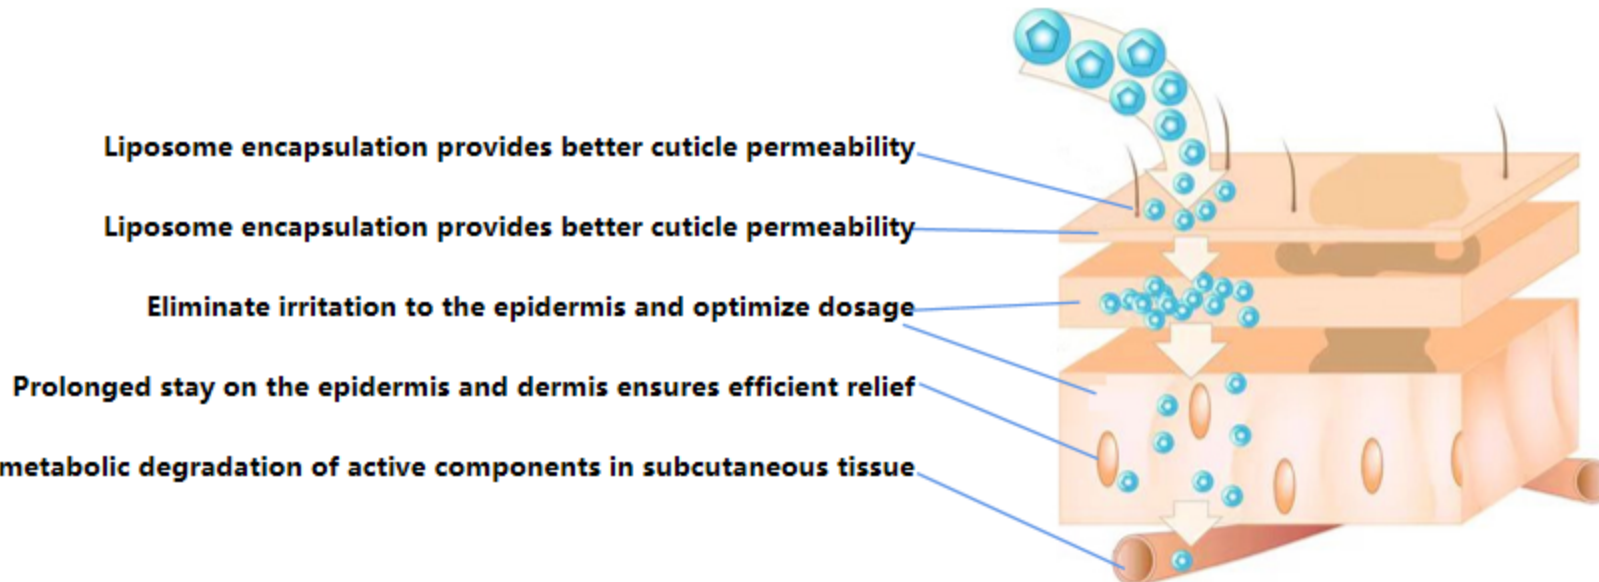 Liposome encapsulation provides better cuticle permeability
Liposome encapsulation provides better cuticle permeability
Eliminate irritation to the epidermis and optimize dosage
Prolonged stay on the epidermis and dermis ensures efficient relief
metabolic degradation of active components in subcutaneous tissue